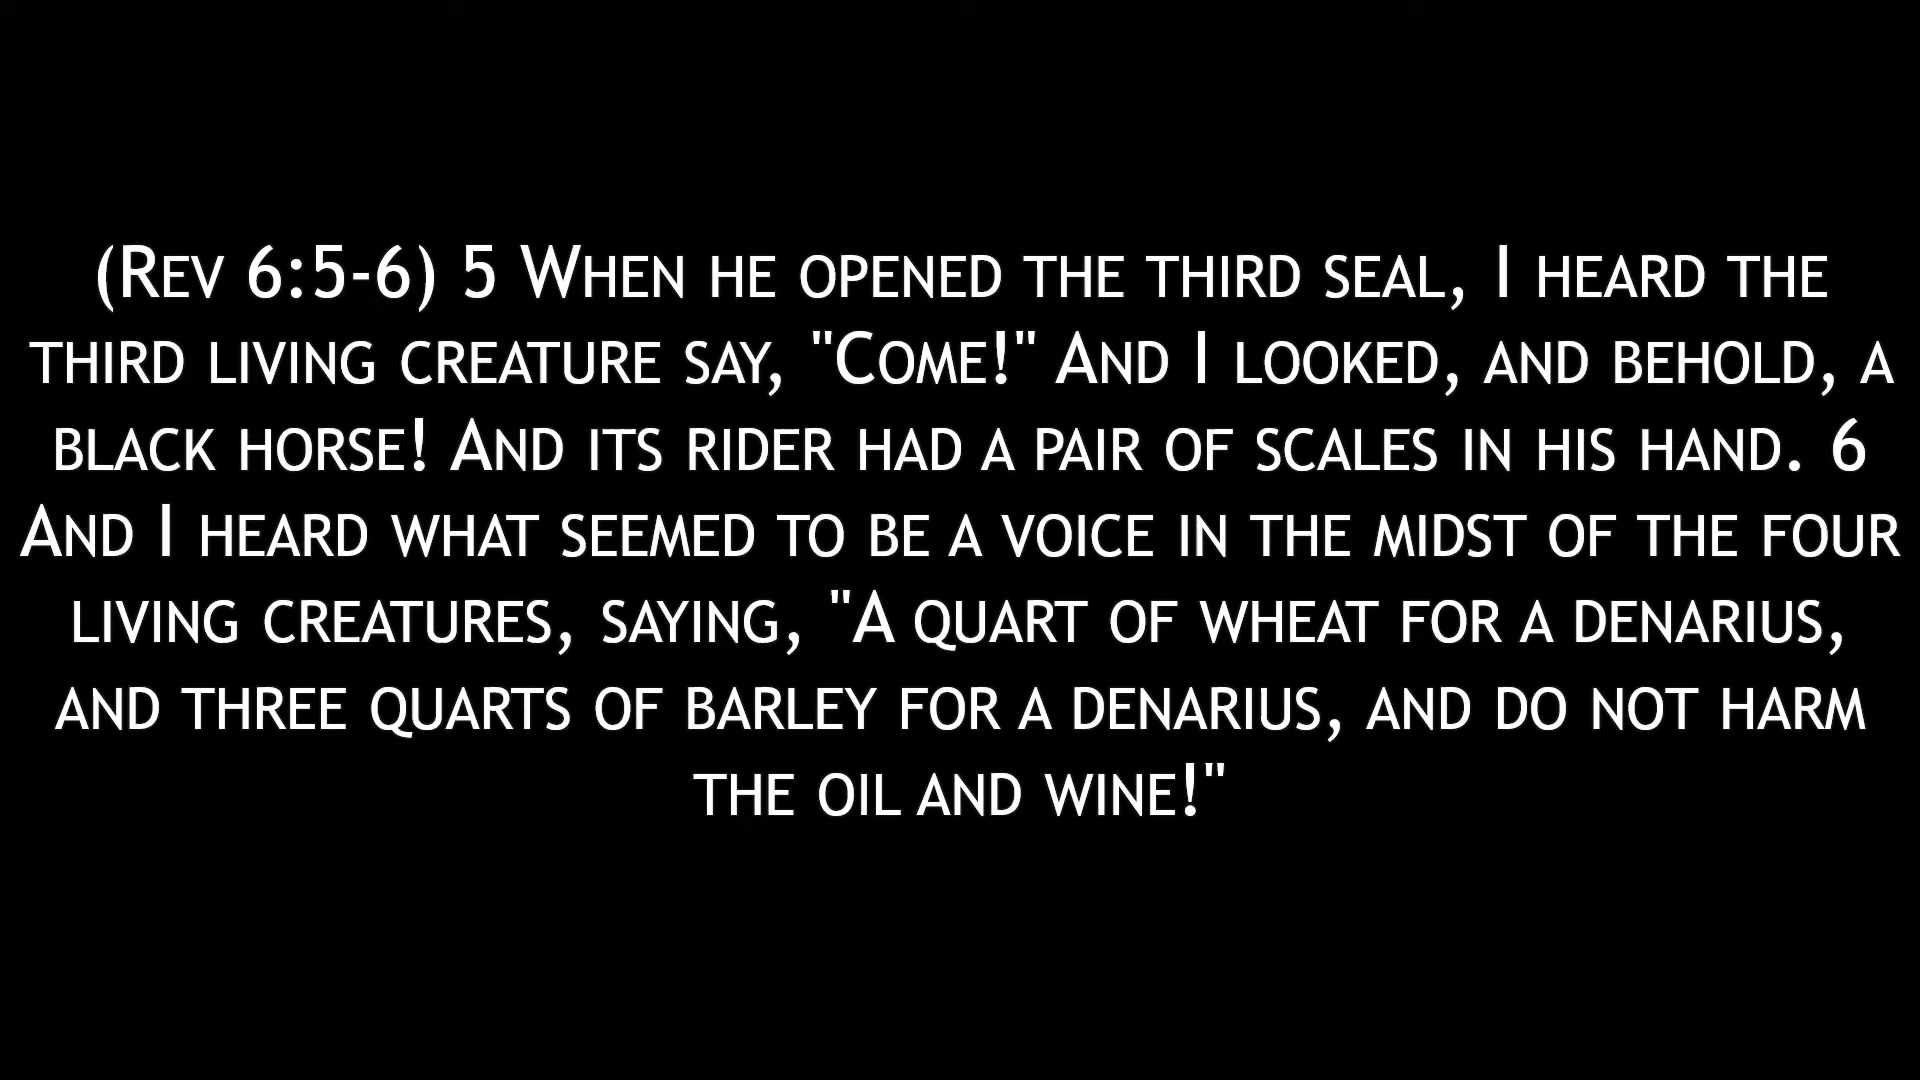 (Rev 6:5-6) 5 When he opened the third seal, I heard the
third living creature say, "Come!" And I looked, and behold, a
black horse! And its rider had a pair of scales in his hand. 6
And I heard what seemed to be a voice in the midst of the four
living creatures, saying, "A quart of wheat for a denarius,
and three quarts of barley for a denarius, and do not harm
the oil and wine!"